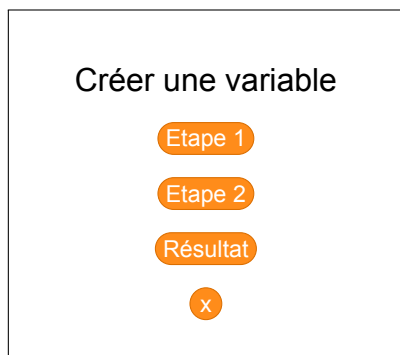 Créer une variable
Etape 1
Etape 2
Résultat
x